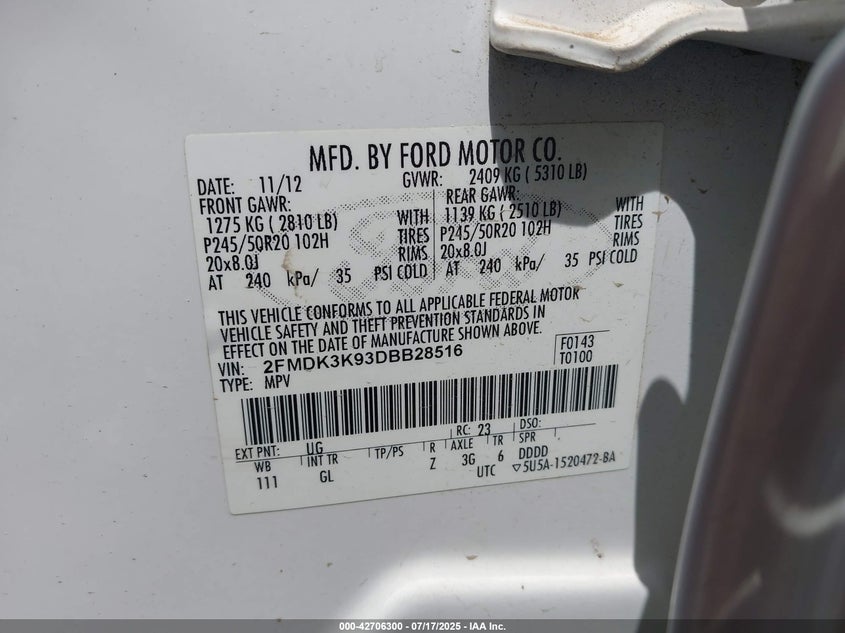 MFD. BY FORD MOTOR CO.
DATE: 11/12 GVWR: 2409 KG ( 5310 LB)
FRONT GAWR: REAR GAWR:
1275 KG ( 2810 LB) WITH 1139 KG ( 2510 LB) WITH
P245/50R20 102H TIRES P245/50R20 102H TIRES
20x8.0J RIMS 20x8.0J RIMS
AT 240 kPa/ 35 PSI COLD AT 240 kPa/ 35 PSI COLD
THIS VEHICLE CONFORMS TO ALL APPLICABLE FEDERAL MOTOR
VEHICLE SAFETY AND THEFT PREVENTION STANDARDS IN
EFFECT ON THE DATE OF MANUFACTURE SHOWN ABOVE.
VIN: 2FMDK3K93DBB28516 F0143
TYPE: MPV T0100
RC: 23 DSO:
EXT PNT: UG
WB INT TR TP/PS R AXLE TR SPR
111 GL Z 3G 6 DDDD
UTC ▽5U5A-1520472-BA
000-42706300 - 07/17/2025 - IAA Inc.